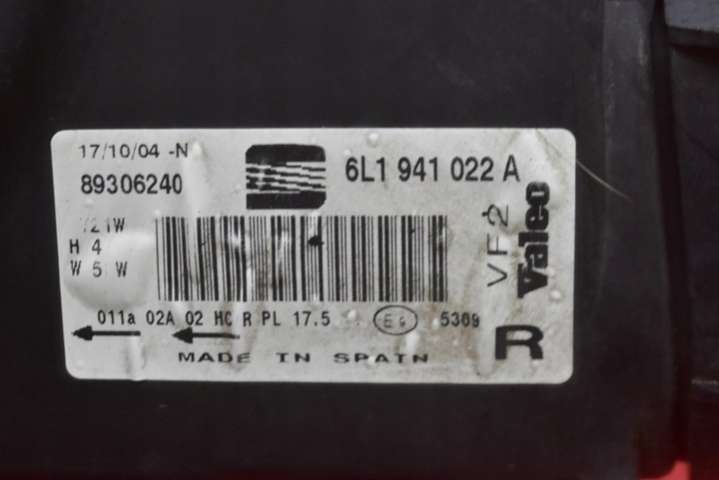 17/10/04 -N
89306240
6L1 941 022 A
21W
H 4
W 5 W
VF2
Valeo
011a 02A 02 HC R PL 17.5
E9
5309
R
MADE IN SPAIN